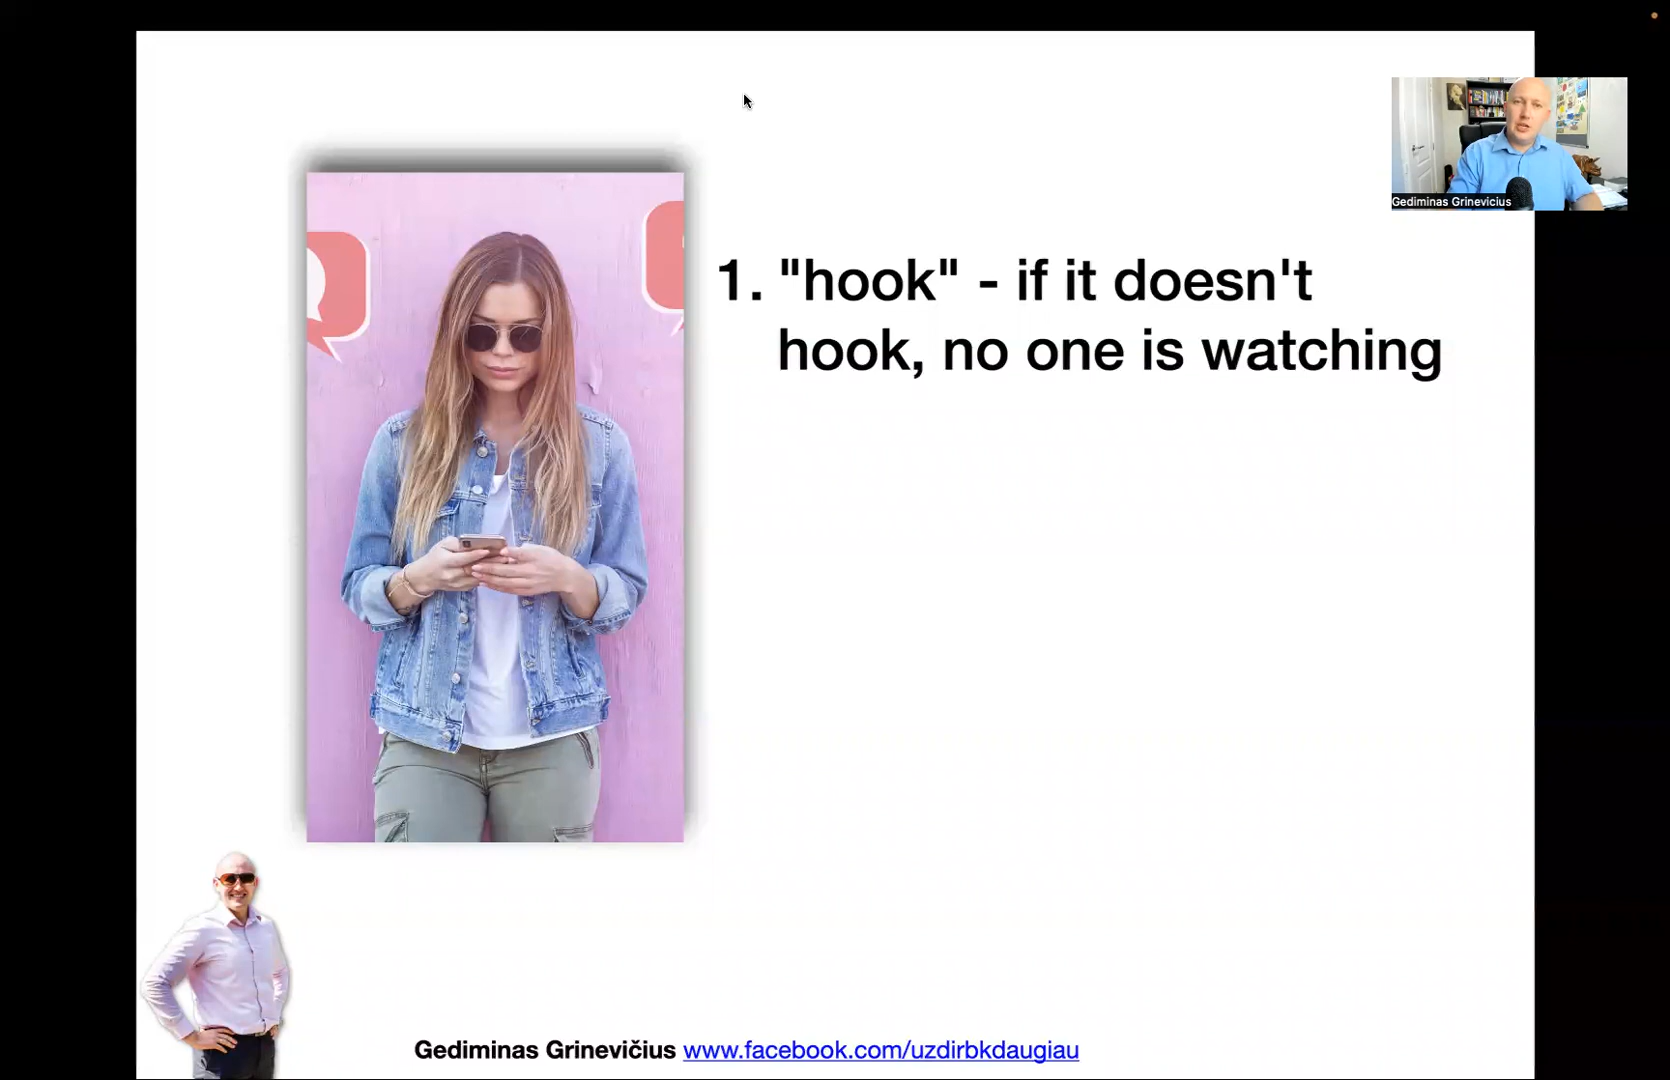 Gediminas Grinevicius
1. "hook" - if it doesn't
hook, no one is watching
Gediminas Grinevičius www.facebook.com/uzdirbkdaugiau